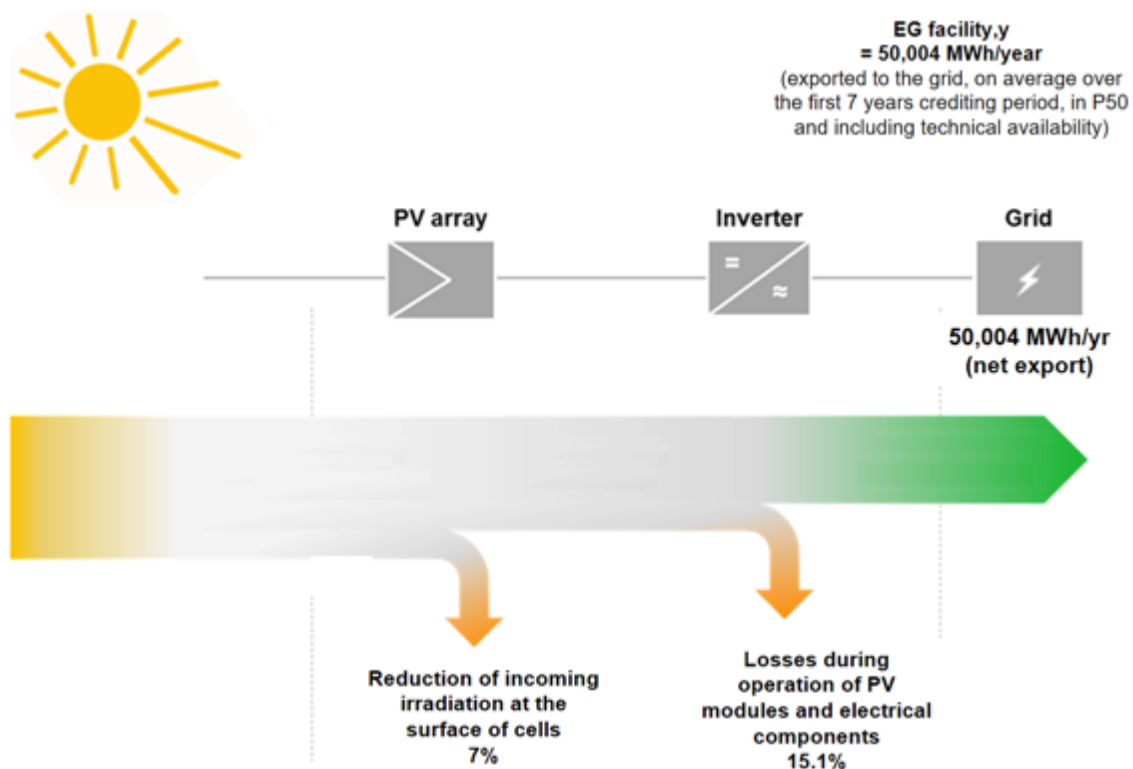 EG facility,y
= 50,004 MWh/year
(exported to the grid, on average over
the first 7 years crediting period, in P50
and including technical availability)
PV array
Inverter
Grid
=
≈
50,004 MWh/yr
(net export)
Reduction of incoming
irradiation at the
surface of cells
7%
Losses during
operation of PV
modules and electrical
components
15.1%